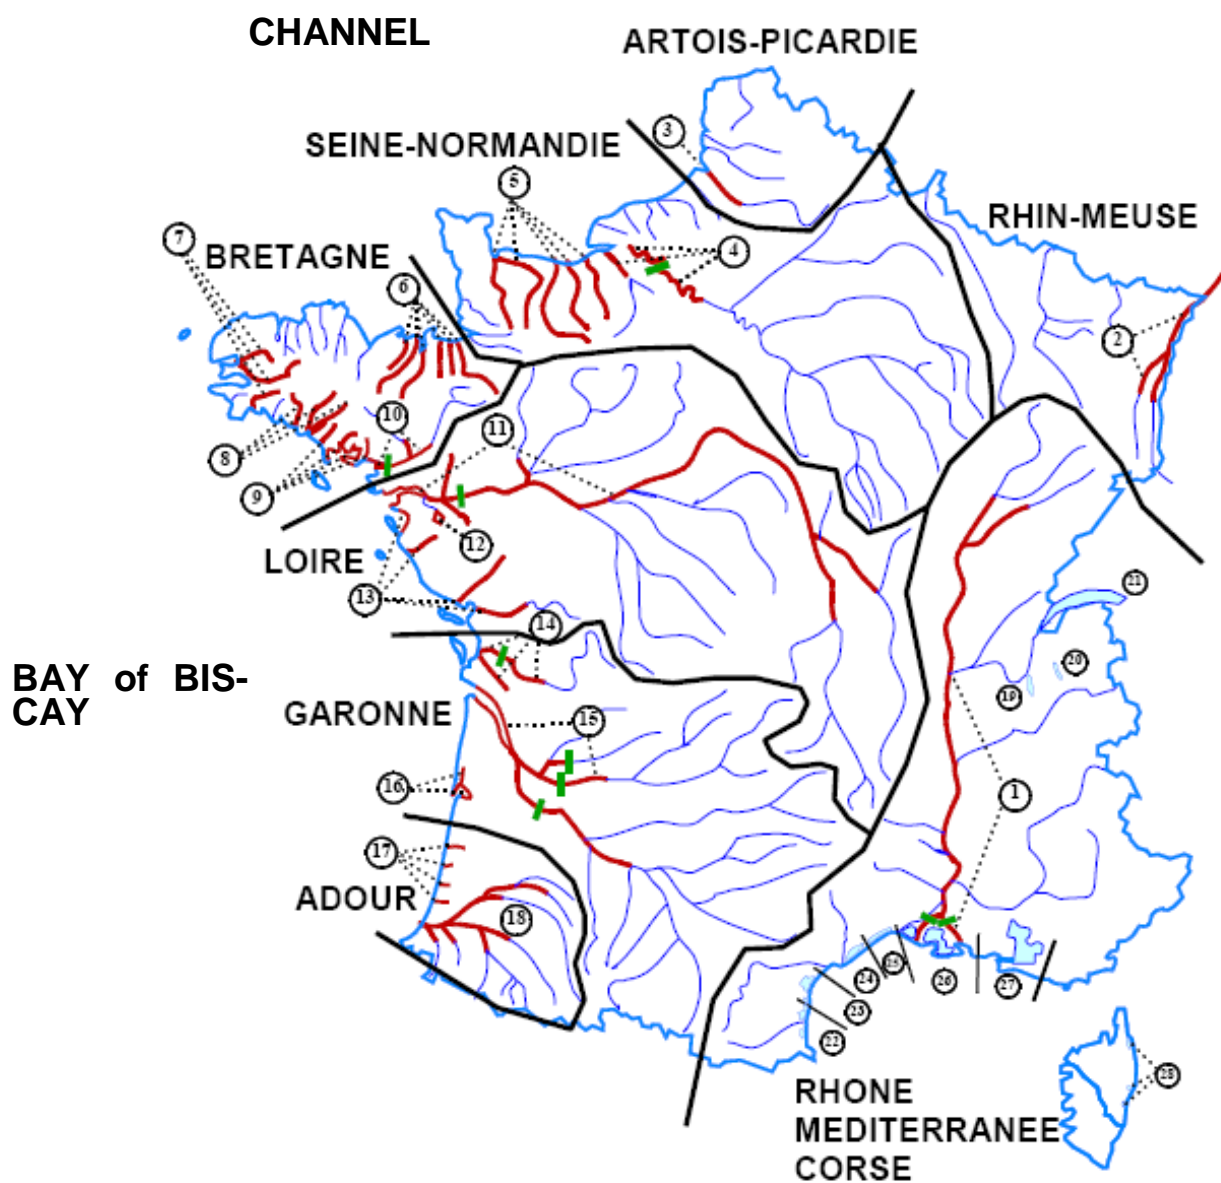 CHANNEL
ARTOIS-PICARDIE
3
SEINE-NORMANDIE
5
RHIN-MEUSE
7
BRETAGNE
4
6
2
10
11
8
9
12
LOIRE
21
13
14
20
BAY of BIS-
CAY
19
GARONNE
15
16
1
17
ADOUR
18
24
25
26
27
23
22
28
RHONE
MEDITERRANEE
CORSE